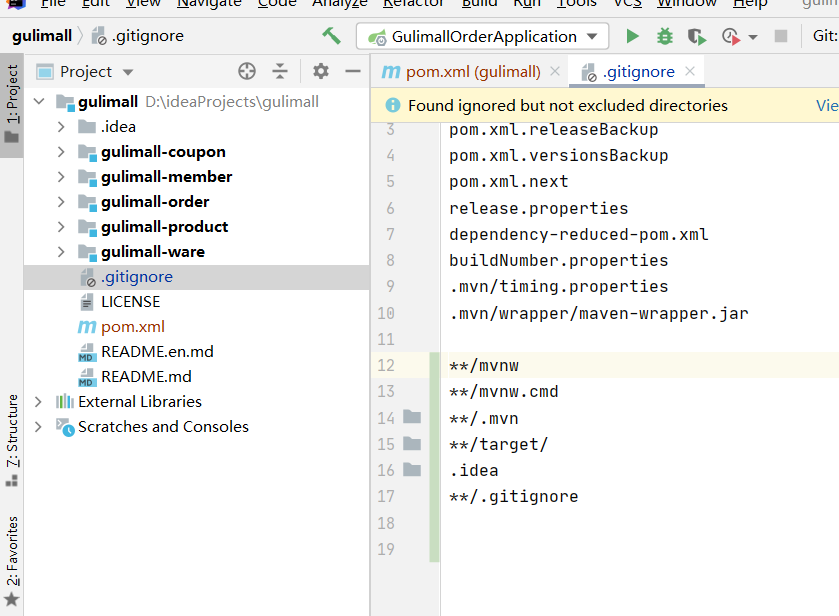 File Edit View Navigate Code Analyze Refactor Build Run Tools VCS Window Help
gulimall .gitignore GulimallOrderApplication Git:
1: Project
Project
pom.xml (gulimall) .gitignore
gulimall D:\ideaProjects\gulimall
.idea
gulimall-coupon
gulimall-member
gulimall-order
gulimall-product
gulimall-ware
.gitignore
LICENSE
pom.xml
README.en.md
README.md
External Libraries
Scratches and Consoles
7: Structure
2: Favorites
Found ignored but not excluded directories
3 pom.xml.releaseBackup
4 pom.xml.versionsBackup
5 pom.xml.next
6 release.properties
7 dependency-reduced-pom.xml
8 buildNumber.properties
9 .mvn/timing.properties
10 .mvn/wrapper/maven-wrapper.jar
11
12 **/mvnw
13 **/mvnw.cmd
14 **/.mvn
15 **/target/
16 .idea
17 **/.gitignore
18
19